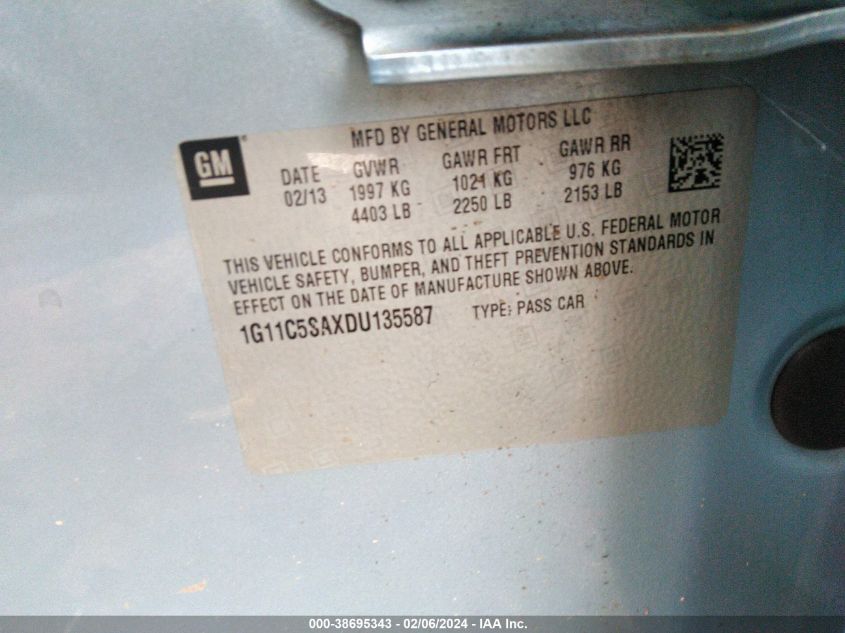 GM
MFD BY GENERAL MOTORS LLC
DATE GVWR GAWR FRT GAWR RR
02/13 1997 KG 1021 KG 976 KG
4403 LB 2250 LB 2153 LB
THIS VEHICLE CONFORMS TO ALL APPLICABLE U.S. FEDERAL MOTOR
VEHICLE SAFETY, BUMPER, AND THEFT PREVENTION STANDARDS IN
EFFECT ON THE DATE OF MANUFACTURE SHOWN ABOVE.
1G11C5SAXDU135587 TYPE: PASS CAR
000-38695343 - 02/06/2024 - IAA Inc.